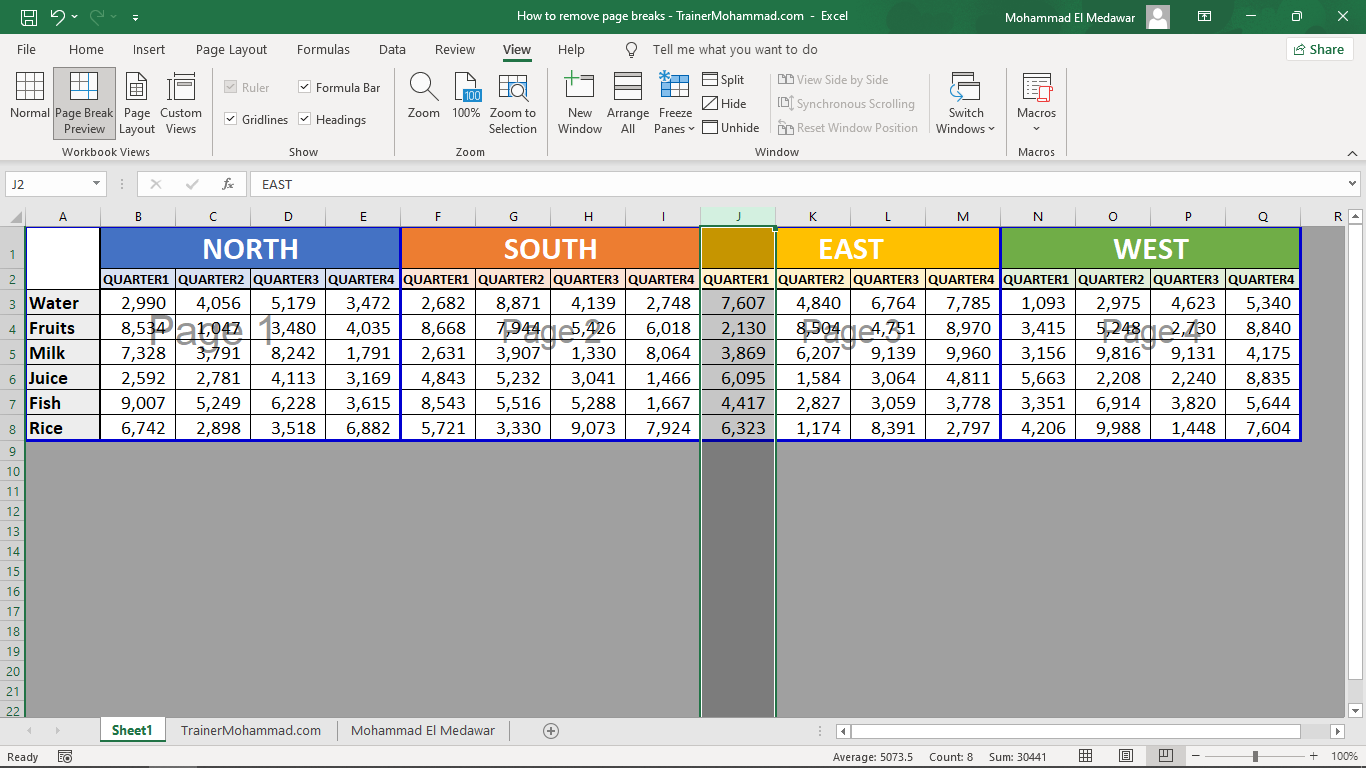 How to remove page breaks - TrainerMohammad.com - Excel
Mohammad El Medawar
File Home Insert Page Layout Formulas Data Review View Help Tell me what you want to do Share
Normal Page Break Preview Page Layout Custom Views
Ruler Formula Bar
Gridlines Headings
Zoom 100% Zoom to Selection
New Window Arrange All Freeze Panes
Split
Hide
Unhide
View Side by Side
Synchronous Scrolling
Reset Window Position
Switch Windows
Macros
Workbook Views Show Zoom Window Macros
J2 fx EAST
A B C D E F G H I J K L M N O P Q R
1 NORTH SOUTH EAST WEST
2 QUARTER1 QUARTER2 QUARTER3 QUARTER4 QUARTER1 QUARTER2 QUARTER3 QUARTER4 QUARTER1 QUARTER2 QUARTER3 QUARTER4 QUARTER1 QUARTER2 QUARTER3 QUARTER4
3 Water 2,990 4,056 5,179 3,472 2,682 8,871 4,139 2,748 7,607 4,840 6,764 7,785 1,093 2,975 4,623 5,340
4 Fruits 8,534 1,047 3,480 4,035 8,668 7,944 5,426 6,018 2,130 8,504 4,751 8,970 3,415 5,248 2,730 8,840
Page 1 Page 2 Page 3 Page 4
5 Milk 7,328 3,791 8,242 1,791 2,631 3,907 1,330 8,064 3,869 6,207 9,139 9,960 3,156 9,816 9,131 4,175
6 Juice 2,592 2,781 4,113 3,169 4,843 5,232 3,041 1,466 6,095 1,584 3,064 4,811 5,663 2,208 2,240 8,835
7 Fish 9,007 5,249 6,228 3,615 8,543 5,516 5,288 1,667 4,417 2,827 3,059 3,778 3,351 6,914 3,820 5,644
8 Rice 6,742 2,898 3,518 6,882 5,721 3,330 9,073 7,924 6,323 1,174 8,391 2,797 4,206 9,988 1,448 7,604
9
10
11
12
13
14
15
16
17
18
19
20
21
22
Sheet1 TrainerMohammad.com Mohammad El Medawar
Ready Average: 5073.5 Count: 8 Sum: 30441 100%